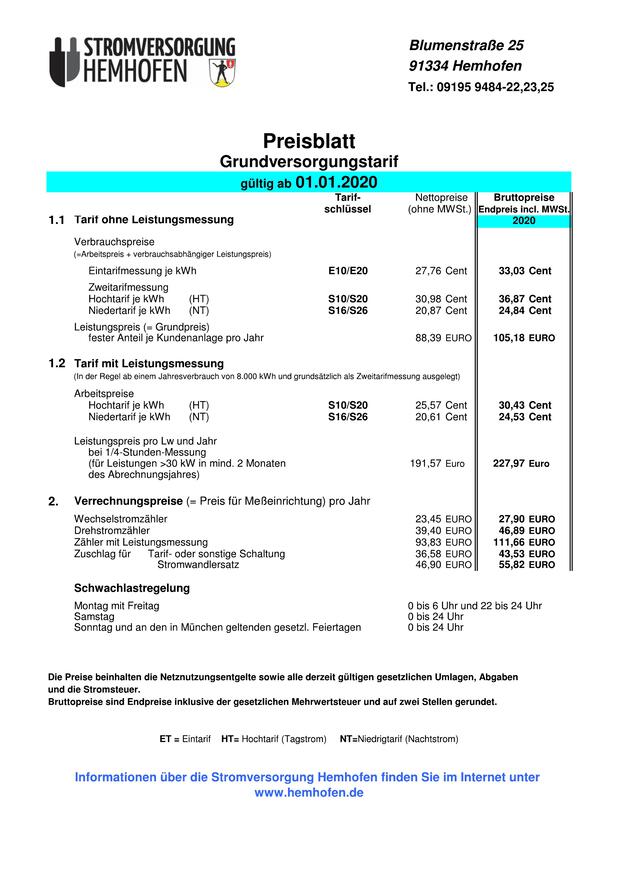 STROMVERSORGUNG
HEMHOFEN
Blumenstraße 25
91334 Hemhofen
Tel.: 09195 9484-22,23,25
Preisblatt
Grundversorgungstarif
gültig ab 01.01.2020
Tarif- Nettopreise Bruttopreise
schlüssel (ohne MWSt.) Endpreis incl. MWSt.
1.1 Tarif ohne Leistungsmessung 2020
Verbrauchspreise
(=Arbeitspreis + verbrauchsabhängiger Leistungspreis)
Eintarifmessung je kWh E10/E20 27,76 Cent 33,03 Cent
Zweitarifmessung
Hochtarif je kWh (HT) S10/S20 30,98 Cent 36,87 Cent
Niedertarif je kWh (NT) S16/S26 20,87 Cent 24,84 Cent
Leistungspreis (= Grundpreis)
fester Anteil je Kundenanlage pro Jahr 88,39 EURO 105,18 EURO
1.2 Tarif mit Leistungsmessung
(In der Regel ab einem Jahresverbrauch von 8.000 kWh und grundsätzlich als Zweitarifmessung ausgelegt)
Arbeitspreise
Hochtarif je kWh (HT) S10/S20 25,57 Cent 30,43 Cent
Niedertarif je kWh (NT) S16/S26 20,61 Cent 24,53 Cent
Leistungspreis pro Lw und Jahr
bei 1/4-Stunden-Messung
(für Leistungen >30 kW in mind. 2 Monaten 191,57 Euro 227,97 Euro
des Abrechnungsjahres)
2. Verrechnungspreise (= Preis für Meßeinrichtung) pro Jahr
Wechselstromzähler 23,45 EURO 27,90 EURO
Drehstromzähler 39,40 EURO 46,89 EURO
Zähler mit Leistungsmessung 93,83 EURO 111,66 EURO
Zuschlag für Tarif- oder sonstige Schaltung 36,58 EURO 43,53 EURO
Stromwandlersatz 46,90 EURO 55,82 EURO
Schwachlastregelung
Montag mit Freitag 0 bis 6 Uhr und 22 bis 24 Uhr
Samstag 0 bis 24 Uhr
Sonntag und an den in München geltenden gesetzl. Feiertagen 0 bis 24 Uhr
Die Preise beinhalten die Netznutzungsentgelte sowie alle derzeit gültigen gesetzlichen Umlagen, Abgaben
und die Stromsteuer.
Bruttopreise sind Endpreise inklusive der gesetzlichen Mehrwertsteuer und auf zwei Stellen gerundet.
ET = Eintarif HT= Hochtarif (Tagstrom) NT=Niedrigtarif (Nachtstrom)
Informationen über die Stromversorgung Hemhofen finden Sie im Internet unter
www.hemhofen.de